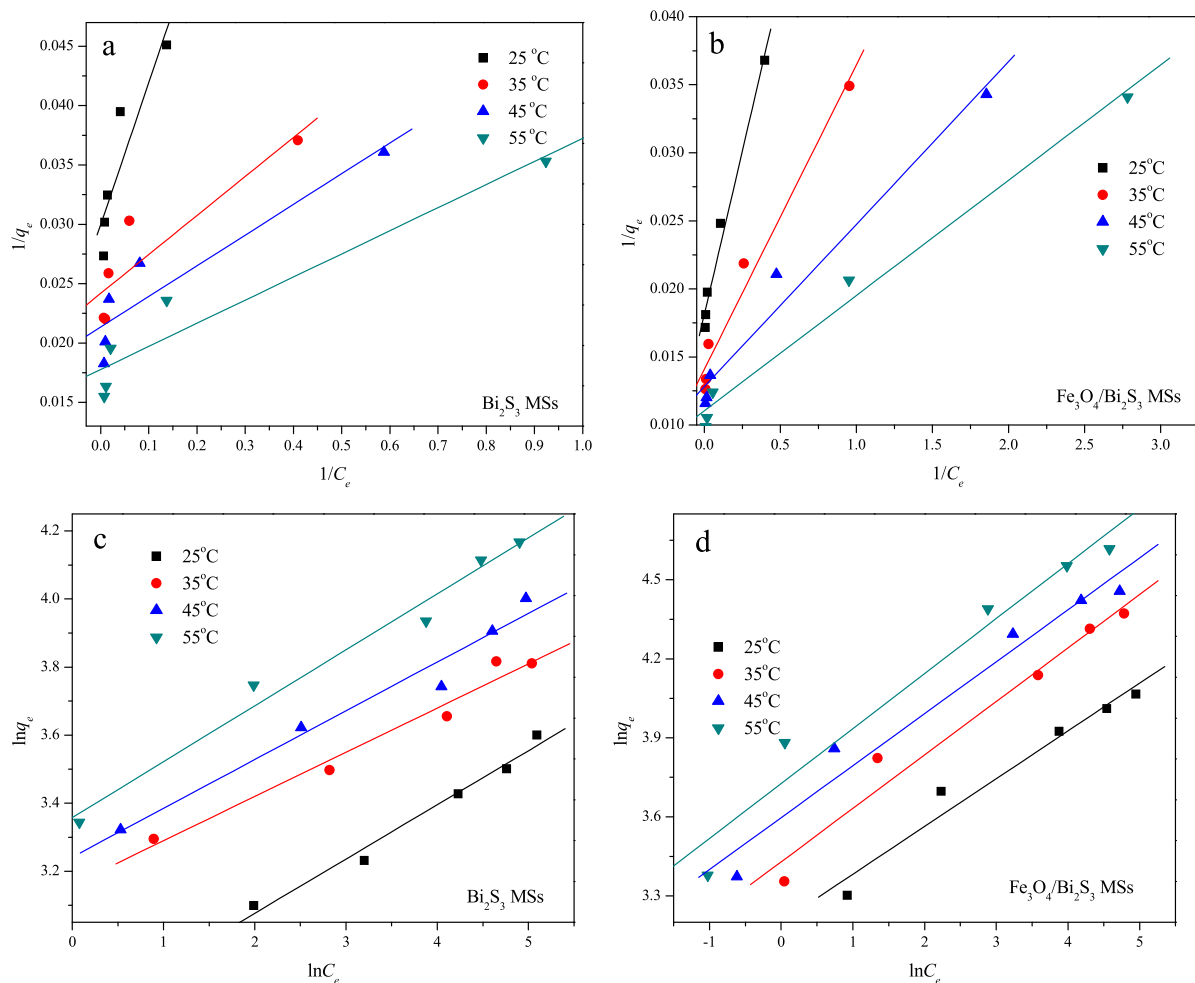 a
0.045
0.040
0.035
0.030
0.025
0.020
0.015
1/qₑ
25 °C
35 °C
45 °C
55 °C
Bi₂S₃ MSs
0.0 0.1 0.2 0.3 0.4 0.5 0.6 0.7 0.8 0.9 1.0
1/Cₑ
b
0.040
0.035
0.030
0.025
0.020
0.015
0.010
1/qₑ
25°C
35°C
45°C
55°C
Fe₃O₄/Bi₂S₃ MSs
0.0 0.5 1.0 1.5 2.0 2.5 3.0
1/Cₑ
c
4.2
4.0
3.8
3.6
3.4
3.2
lnqₑ
25°C
35°C
45°C
55°C
Bi₂S₃ MSs
0 1 2 3 4 5
lnCₑ
d
4.5
4.2
3.9
3.6
3.3
lnqₑ
25°C
35°C
45°C
55°C
Fe₃O₄/Bi₂S₃ MSs
-1 0 1 2 3 4 5
lnCₑ